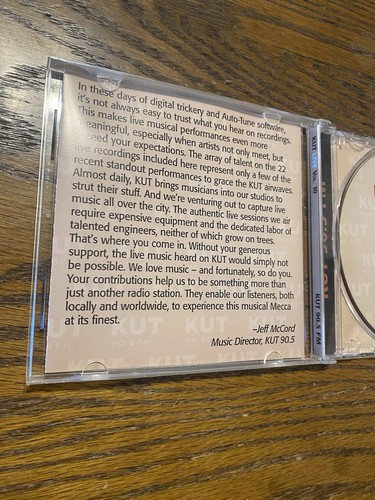 In these days of digital trickery and Auto-Tune software,
it's not always easy to trust what you hear on recordings.
This makes live musical performances even more
meaningful, especially when artists not only meet, but
your expectations. The array of talent on the 22
live recordings included here represent only a few of the
recent standout performances to grace the KUT airwaves.
Almost daily, KUT brings musicians into our studios to
strut their stuff. And we're venturing out to capture live
music all over the city. The authentic live sessions we air
require expensive equipment and the dedicated labor of
talented engineers, neither of which grow on trees.
That's where you come in. Without your generous
support, the live music heard on KUT would simply not
be possible. We love music – and fortunately, so do you.
Your contributions help us to be something more than
just another radio station. They enable our listeners, both
locally and worldwide, to experience this musical Mecca
at its finest.
–Jeff McCord
Music Director, KUT 90.5
KUT KUT KUT
90.5FM
KUT LIVE VOL. 10
KUT 90.5 FM